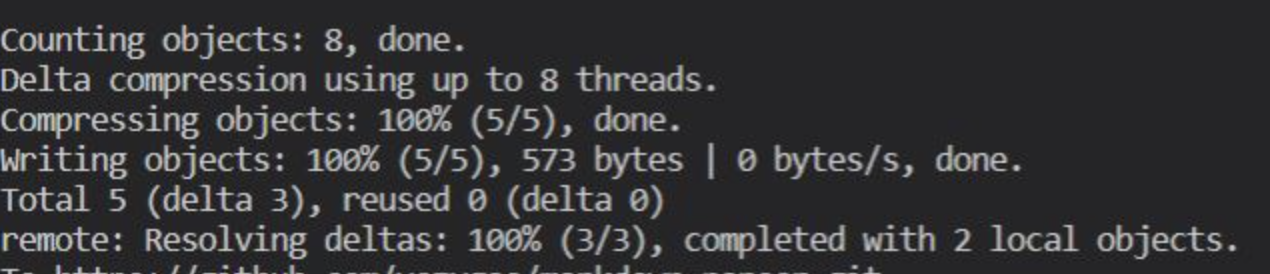 Counting objects: 8, done.
Delta compression using up to 8 threads.
Compressing objects: 100% (5/5), done.
Writing objects: 100% (5/5), 573 bytes | 0 bytes/s, done.
Total 5 (delta 3), reused 0 (delta 0)
remote: Resolving deltas: 100% (3/3), completed with 2 local objects.